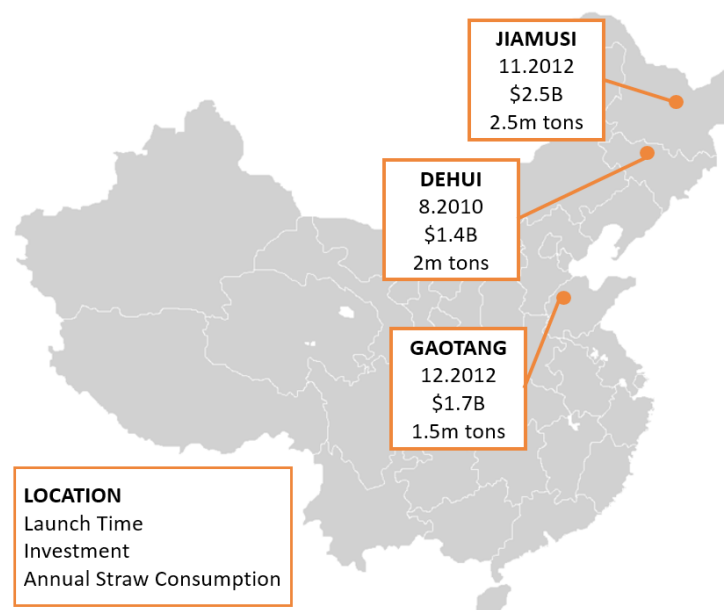 JIAMUSI
11.2012
$2.5B
2.5m tons
DEHUI
8.2010
$1.4B
2m tons
GAOTANG
12.2012
$1.7B
1.5m tons
LOCATION
Launch Time
Investment
Annual Straw Consumption